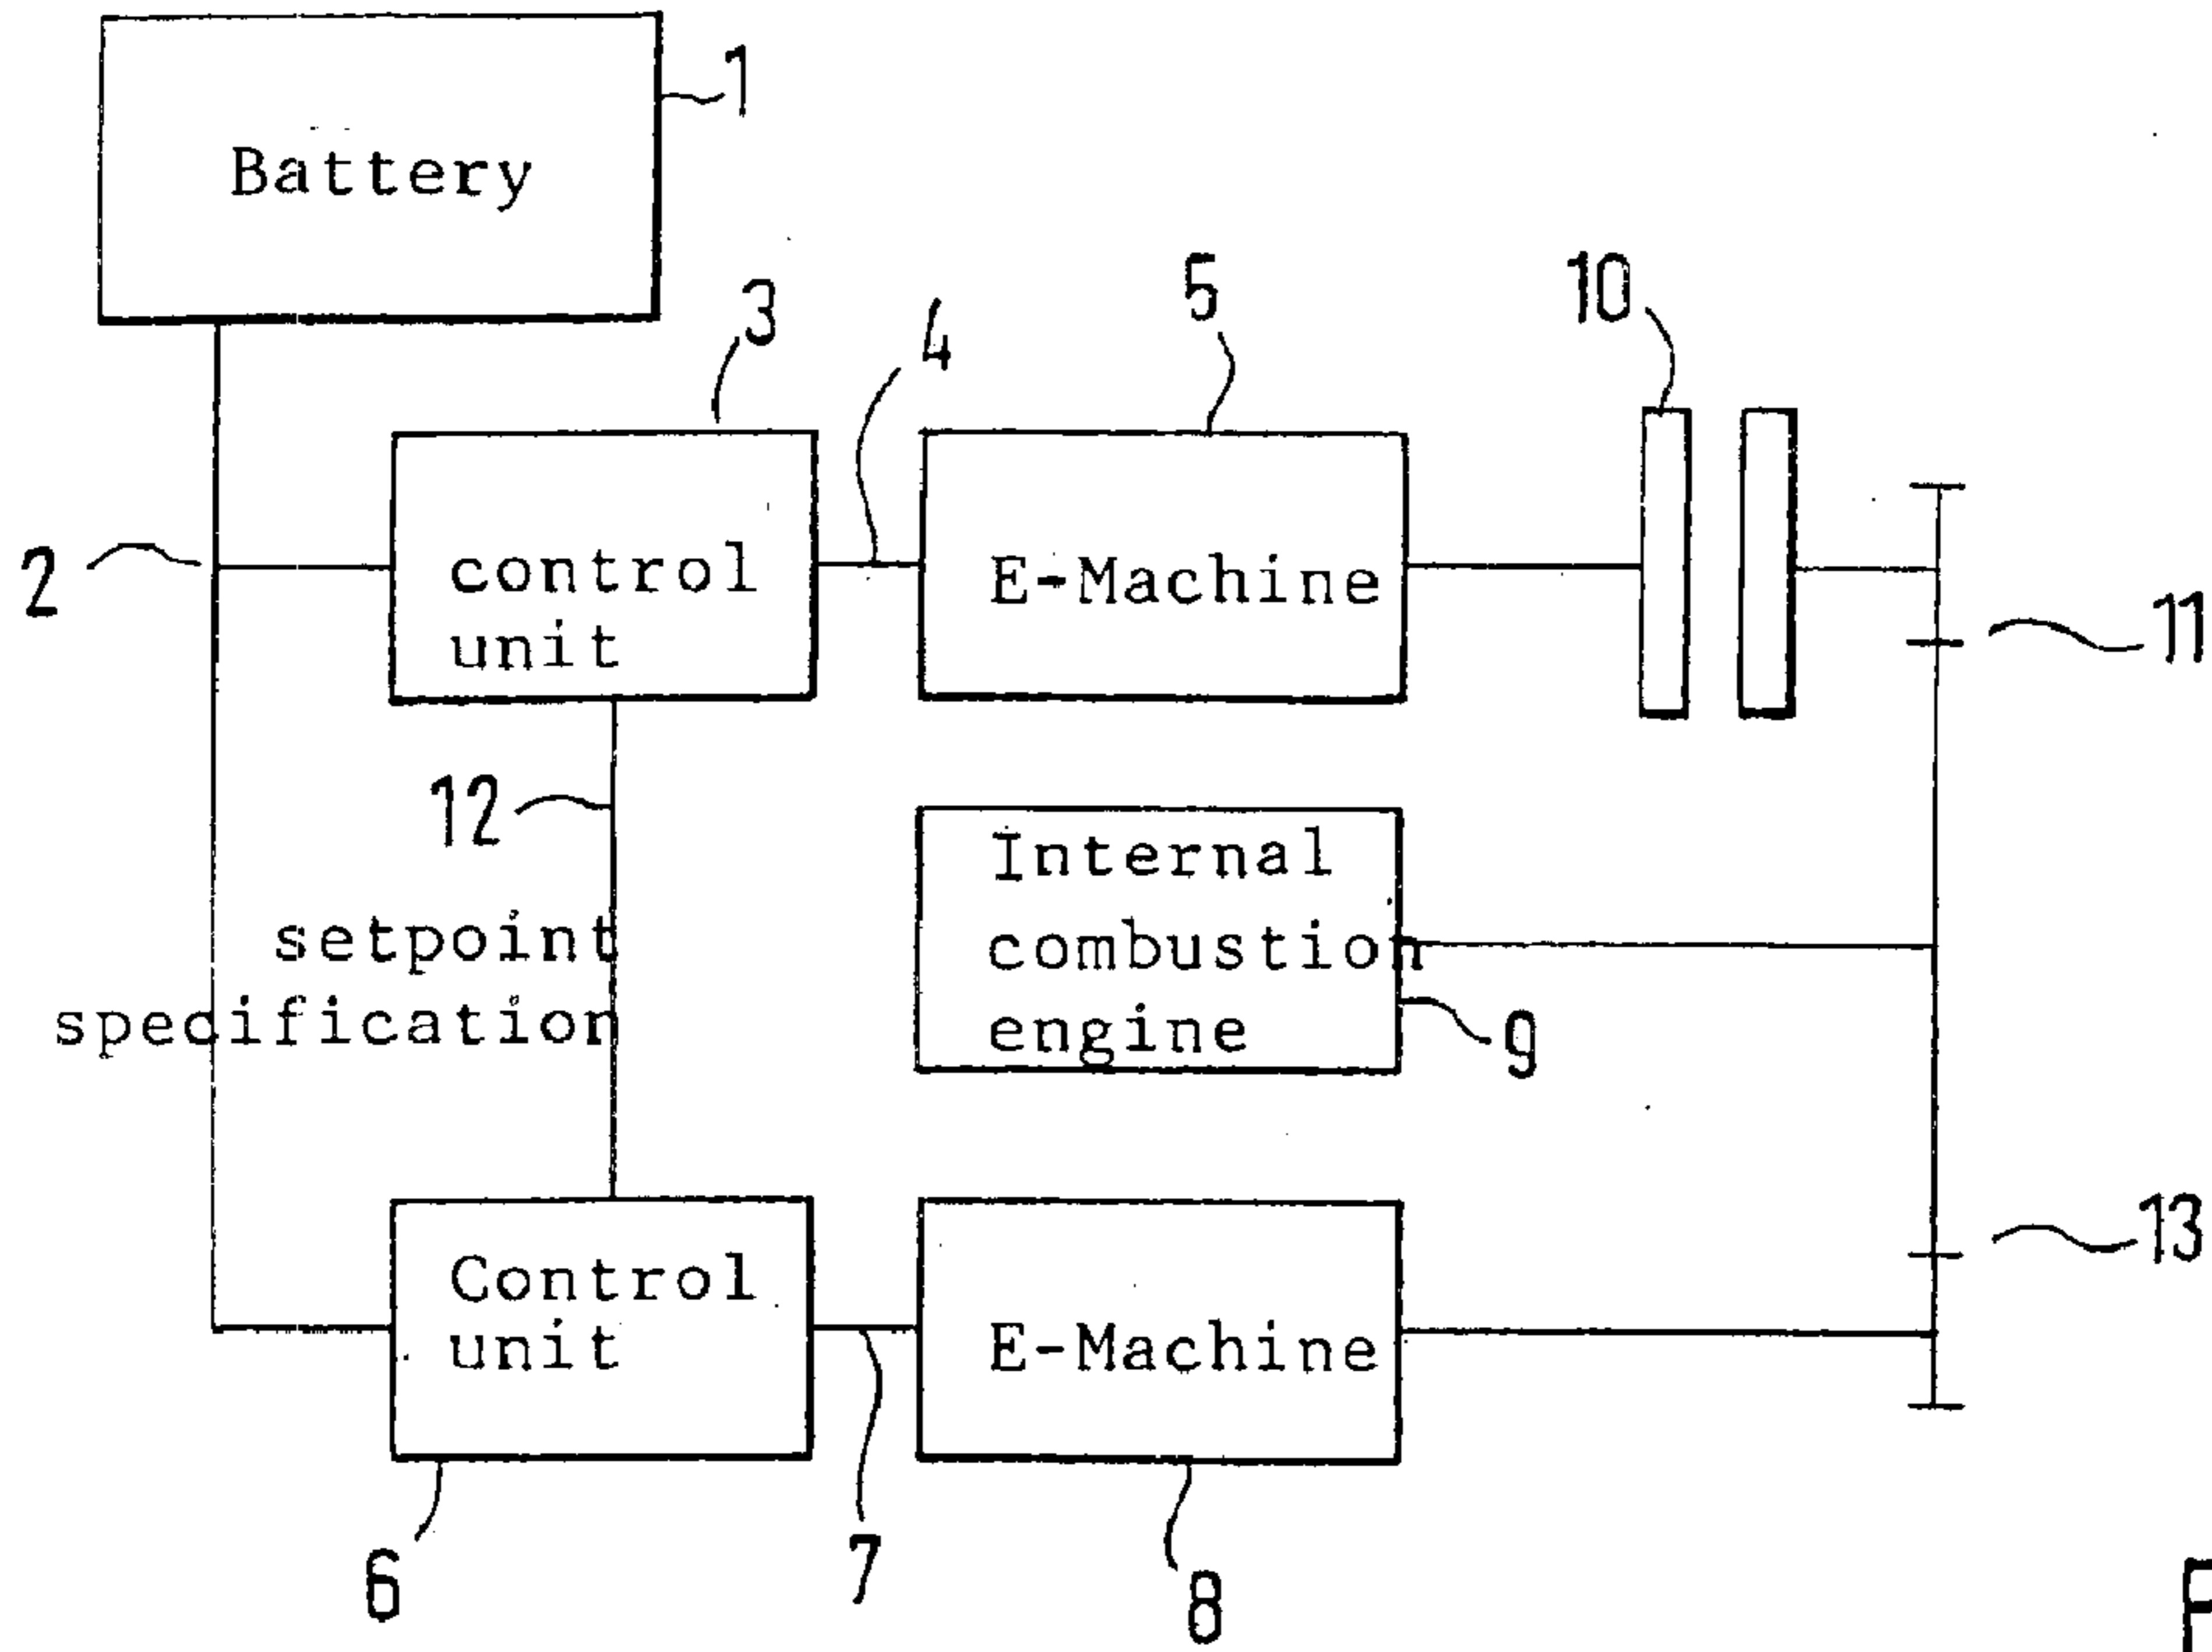 Battery
1
3
4
5
10
2
control
unit
E-Machine
11
12
Internal
combustion
engine
setpoint
specification
9
Control
unit
E-Machine
13
6
7
8